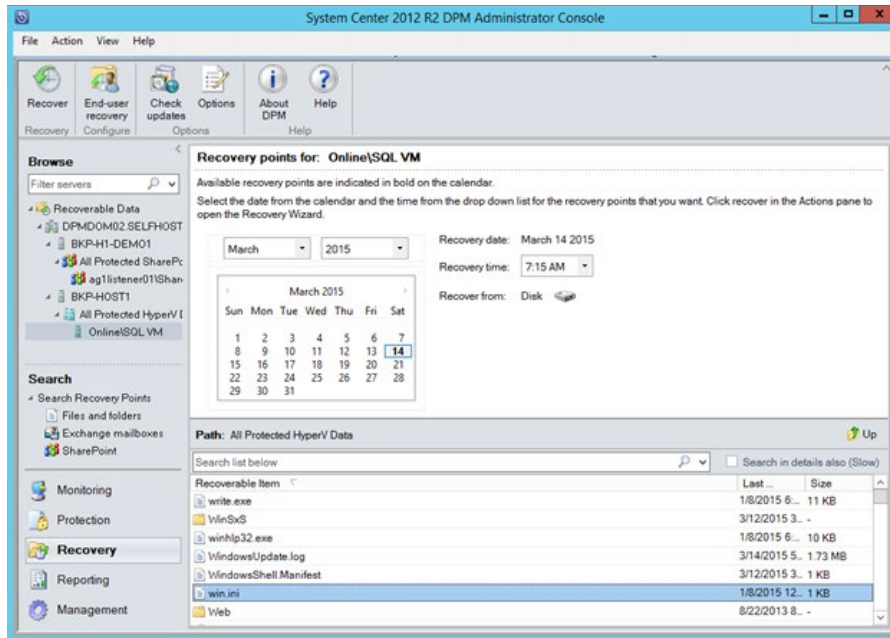 System Center 2012 R2 DPM Administrator Console
File Action View Help
Recover End-user recovery Check updates Options About DPM Help
Recovery Configure Options Help
Browse
Filter servers
Recoverable Data
DPMDOM02.SELFHOST
BKP-H1-DEMO1
All Protected SharePc
ag1listener01\Share
BKP-HOST1
All Protected HyperV D
Online\SQL VM
Search
Search Recovery Points
Files and folders
Exchange mailboxes
SharePoint
Monitoring
Protection
Recovery
Reporting
Management
Recovery points for: Online\SQL VM
Available recovery points are indicated in bold on the calendar.
Select the date from the calendar and the time from the drop down list for the recovery points that you want. Click recover in the Actions pane to
open the Recovery Wizard.
March 2015
March 2015
Sun Mon Tue Wed Thu Fri Sat
1 2 3 4 5 6 7
8 9 10 11 12 13 14
15 16 17 18 19 20 21
22 23 24 25 26 27 28
29 30 31
Recovery date: March 14 2015
Recovery time: 7:15 AM
Recover from: Disk
Path: All Protected HyperV Data Up
Search list below Search in details also (Slow)
Recoverable Item Last ... Size
write.exe 1/8/2015 6:... 11 KB
WinSxS 3/12/2015 3... -
winhlp32.exe 1/8/2015 6:... 10 KB
WindowsUpdate.log 3/14/2015 5... 1.73 MB
WindowsShell.Manifest 3/12/2015 3... 1 KB
win.ini 1/8/2015 12... 1 KB
Web 8/22/2013 8... -